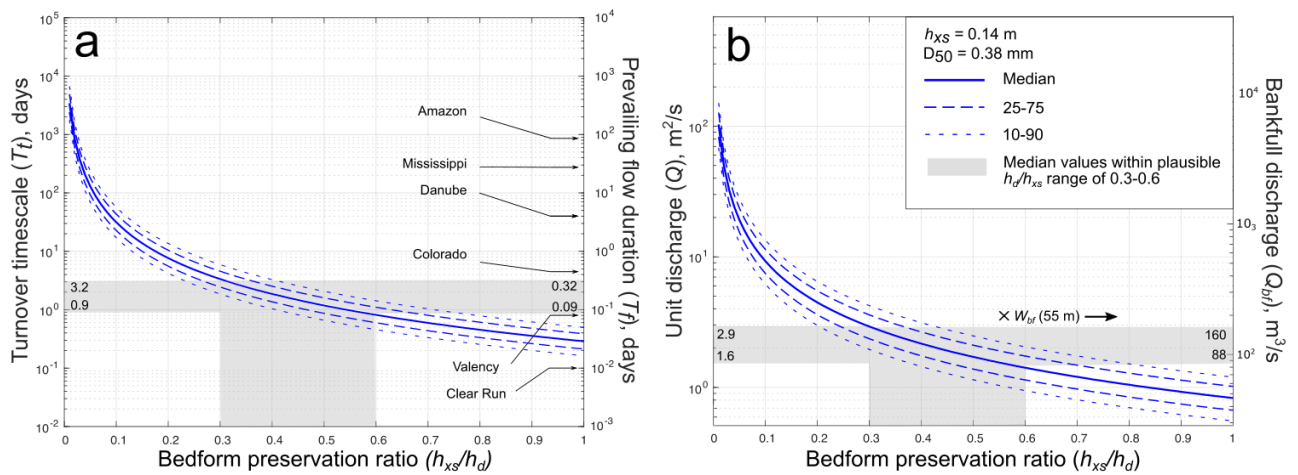 a
10^5
10^4
10^3
10^2
10^1
10^0
10^-1
10^-2
Turnover timescale (Tt), days
10^4
10^3
10^2
10^1
10^0
10^-1
10^-2
10^-3
Prevailing flow duration (Tf), days
Amazon
Mississippi
Danube
Colorado
3.2
0.32
0.9
0.09
Valency
Clear Run
0 0.1 0.2 0.3 0.4 0.5 0.6 0.7 0.8 0.9 1
Bedform preservation ratio (hxs/hd)
b
hxs = 0.14 m
D50 = 0.38 mm
Median
25-75
10-90
Median values within plausible
hd/hxs range of 0.3-0.6
10^2
10^1
10^0
Unit discharge (Q), m²/s
10^4
10^3
10^2
Bankfull discharge (Qbf), m³/s
× Wbf (55 m)
2.9
160
1.6
88
0 0.1 0.2 0.3 0.4 0.5 0.6 0.7 0.8 0.9 1
Bedform preservation ratio (hxs/hd)